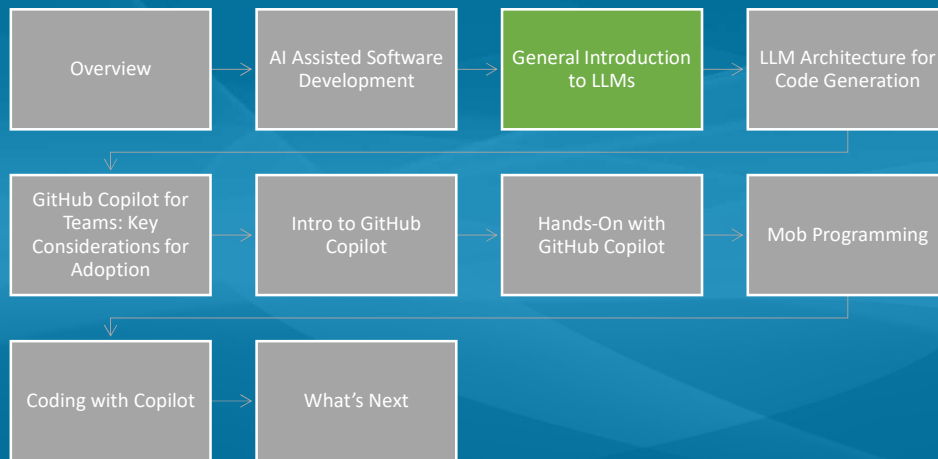 Overview
AI Assisted Software
Development
General Introduction
to LLMs
LLM Architecture for
Code Generation
GitHub Copilot for
Teams: Key
Considerations for
Adoption
Intro to GitHub
Copilot
Hands-On with
GitHub Copilot
Mob Programming
Coding with Copilot
What’s Next